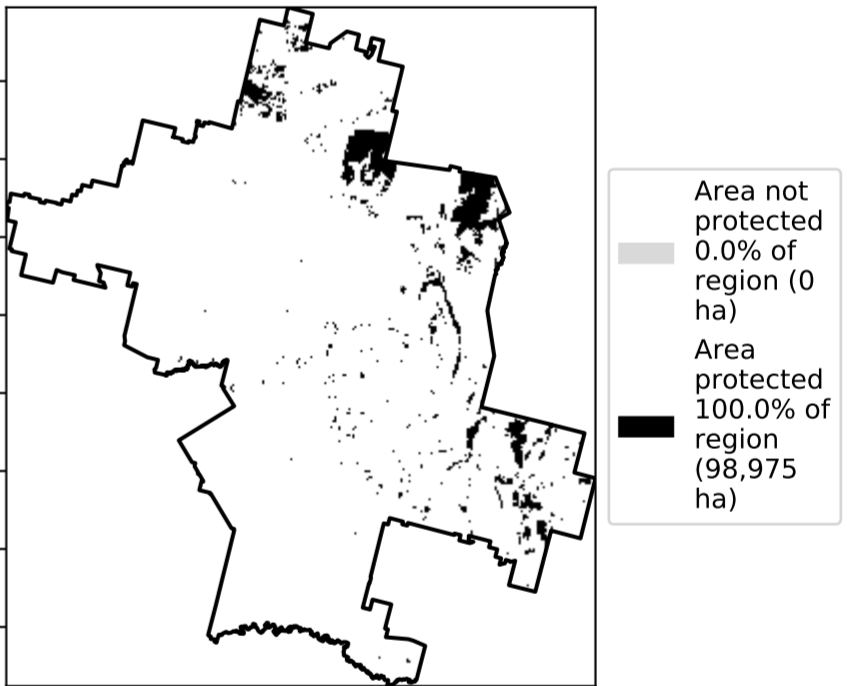 Area not
protected
0.0% of
region (0
ha)
Area
protected
100.0% of
region
(98,975
ha)